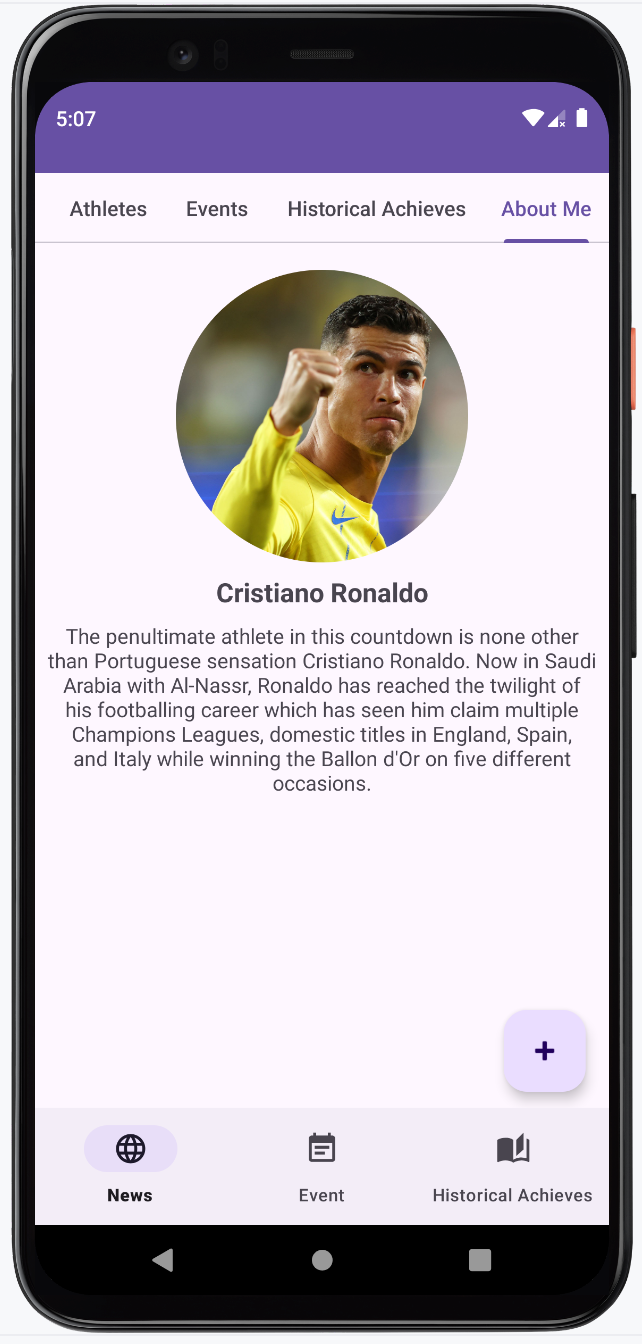 5:07
Athletes
Events
Historical Achieves
About Me
Cristiano Ronaldo
The penultimate athlete in this countdown is none other
than Portuguese sensation Cristiano Ronaldo. Now in Saudi
Arabia with Al-Nassr, Ronaldo has reached the twilight of
his footballing career which has seen him claim multiple
Champions Leagues, domestic titles in England, Spain,
and Italy while winning the Ballon d'Or on five different
occasions.
+
News
Event
Historical Achieves